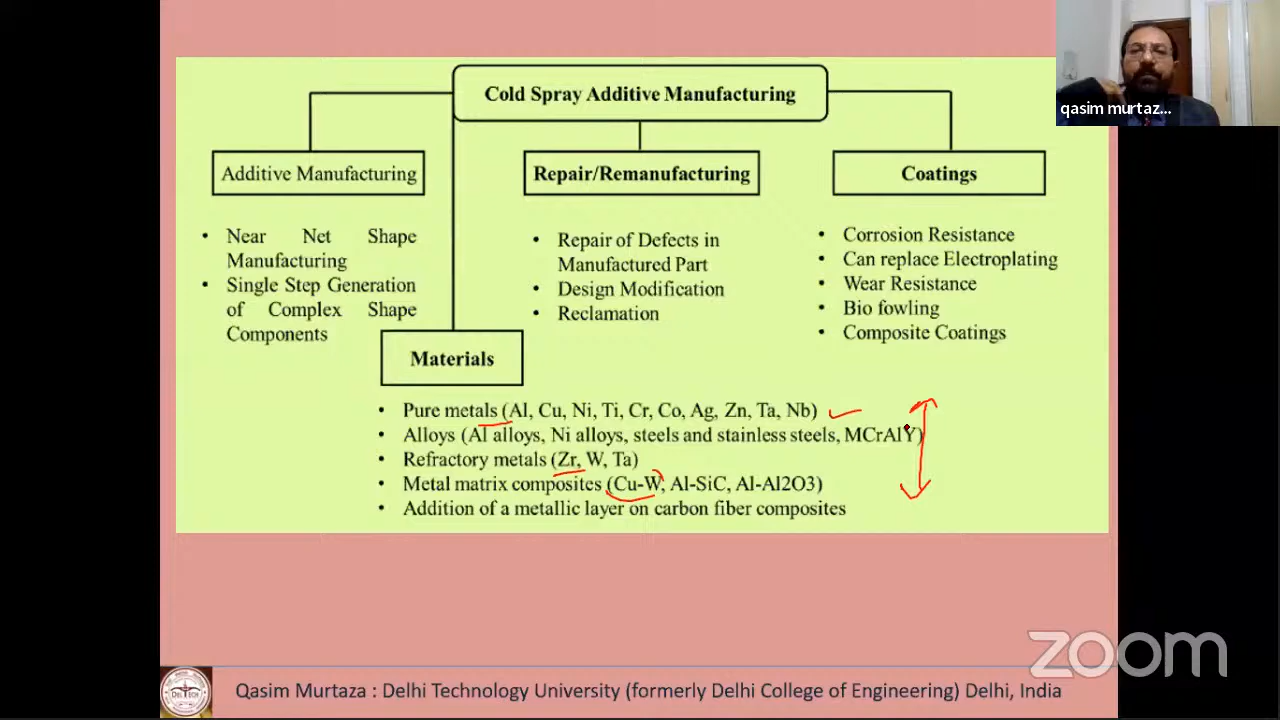 Cold Spray Additive Manufacturing
qasim murtaz...
Additive Manufacturing
Near Net Shape
Manufacturing
Single Step Generation
of Complex Shape
Components
Repair/Remanufacturing
Repair of Defects in
Manufactured Part
Design Modification
Reclamation
Coatings
Corrosion Resistance
Can replace Electroplating
Wear Resistance
Bio fowling
Composite Coatings
Materials
Pure metals (Al, Cu, Ni, Ti, Cr, Co, Ag, Zn, Ta, Nb)
Alloys (Al alloys, Ni alloys, steels and stainless steels, MCrAlY)
Refractory metals (Zr, W, Ta)
Metal matrix composites (Cu-W, Al-SiC, Al-Al2O3)
Addition of a metallic layer on carbon fiber composites
zoom
DELTECH
Qasim Murtaza : Delhi Technology University (formerly Delhi College of Engineering) Delhi, India